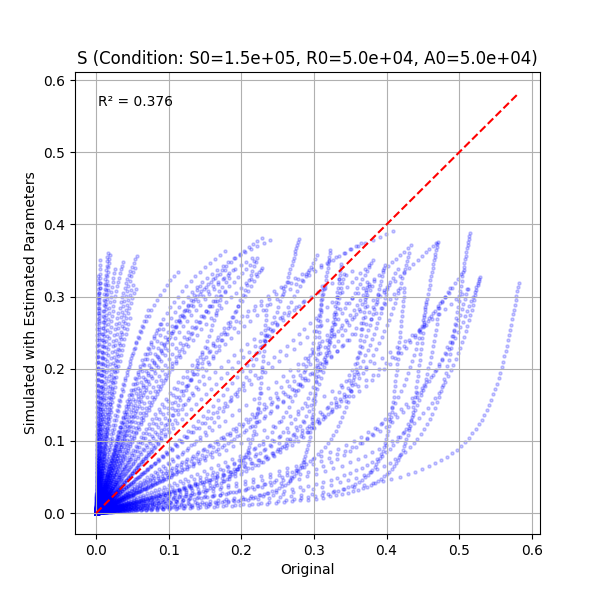 S (Condition: S0=1.5e+05, R0=5.0e+04, A0=5.0e+04)
R² = 0.376
0.6
0.5
0.4
0.3
0.2
0.1
0.0
Simulated with Estimated Parameters
0.0 0.1 0.2 0.3 0.4 0.5 0.6
Original